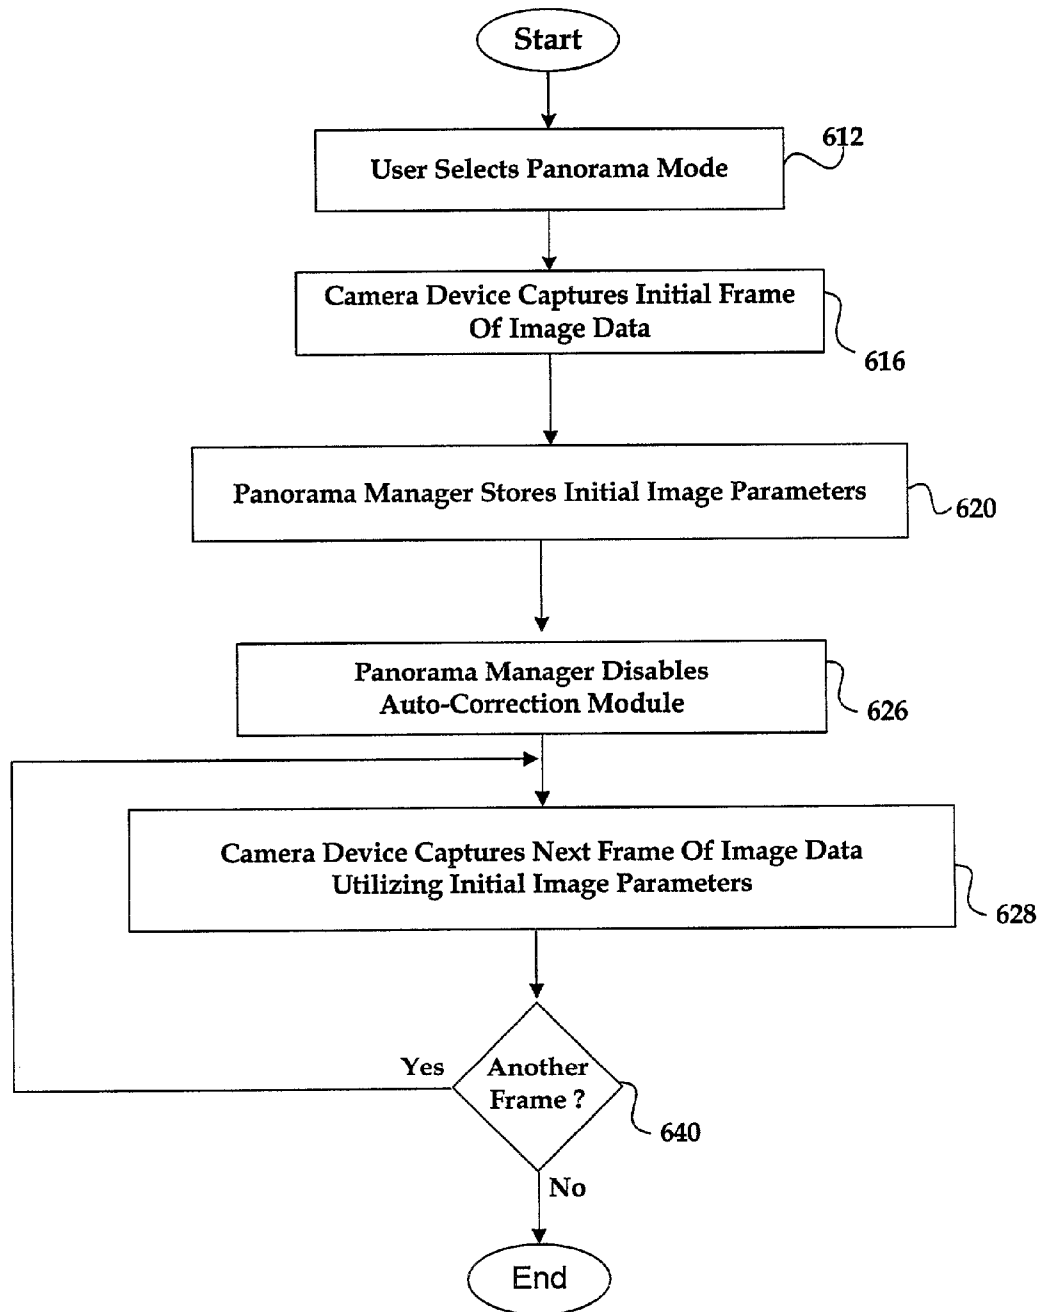 Start
User Selects Panorama Mode
612
Camera Device Captures Initial Frame
Of Image Data
616
Panorama Manager Stores Initial Image Parameters
620
Panorama Manager Disables
Auto-Correction Module
626
Camera Device Captures Next Frame Of Image Data
Utilizing Initial Image Parameters
628
Yes
Another
Frame ?
640
No
End